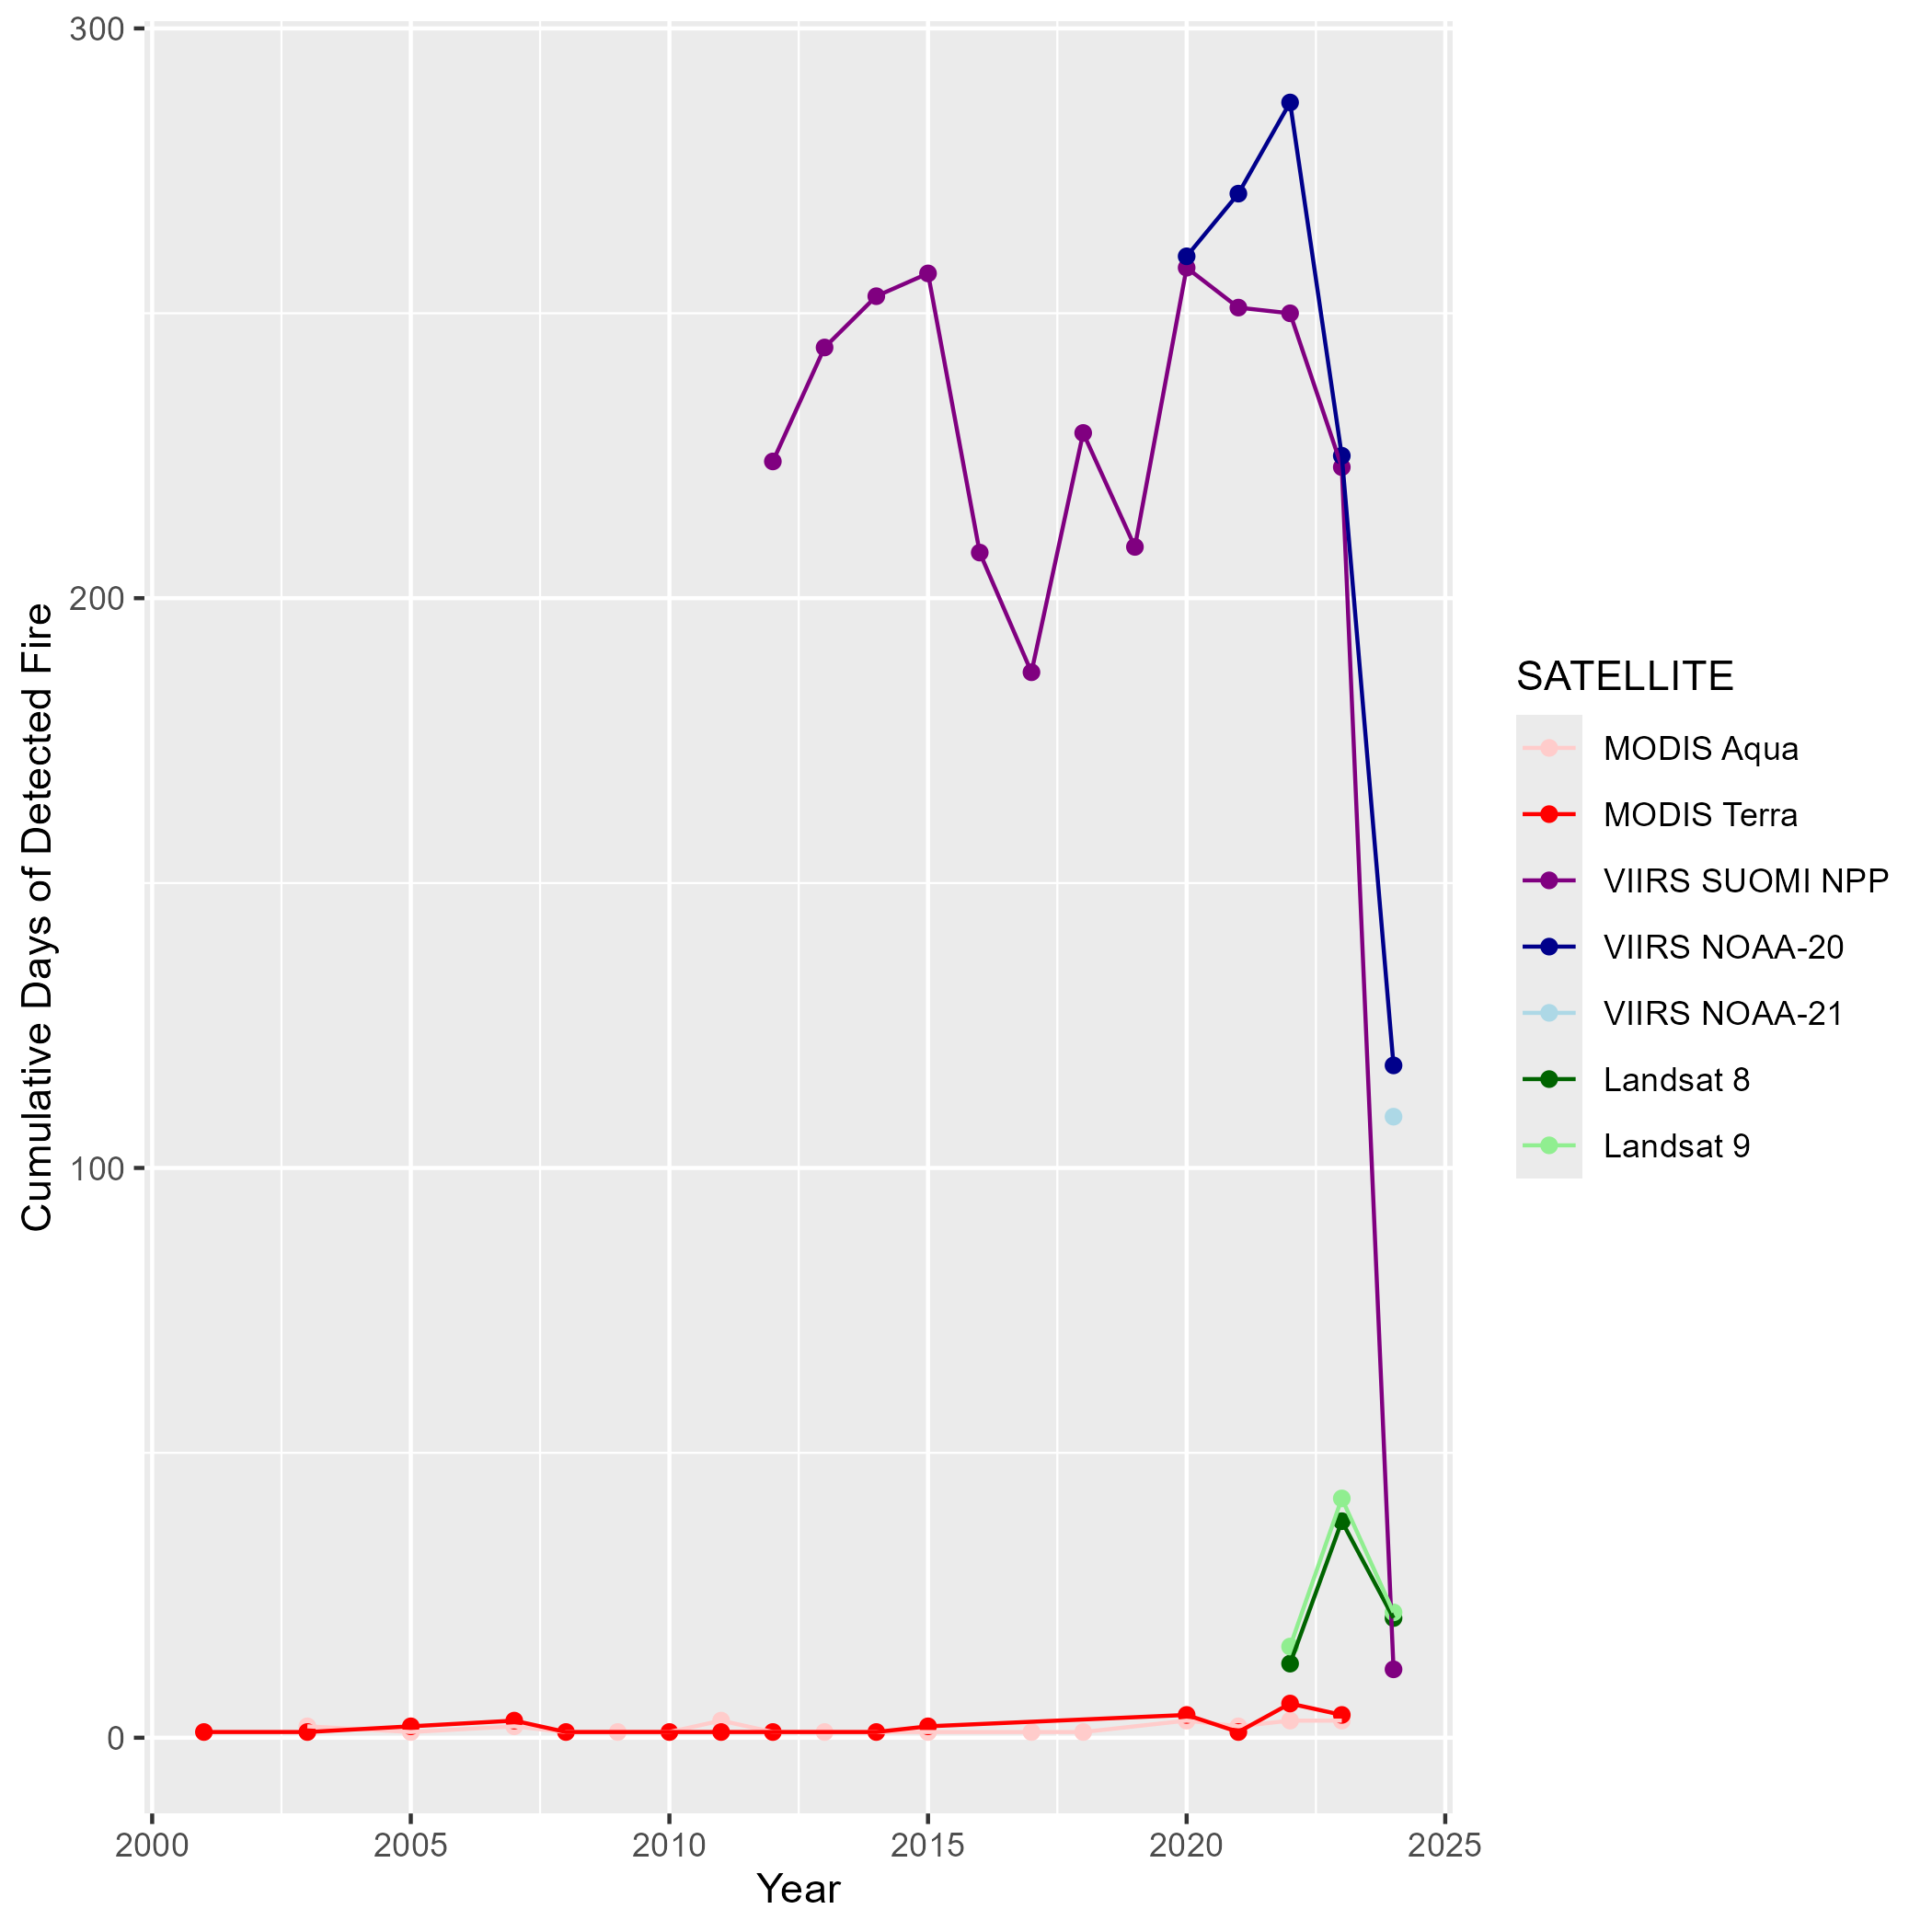 300
200
100
0
Cumulative Days of Detected Fire
2000
2005
2010
2015
2020
2025
Year
SATELLITE
MODIS Aqua
MODIS Terra
VIIRS SUOMI NPP
VIIRS NOAA-20
VIIRS NOAA-21
Landsat 8
Landsat 9